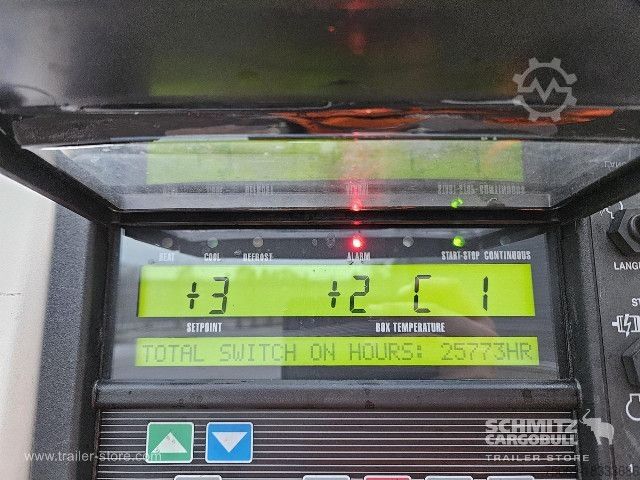 HEAT COOL DEFROST ALARM START-STOP CONTINUOUS
+3 +2 C 1
SETPOINT BOX TEMPERATURE
TOTAL SWITCH ON HOURS: 25773HR
SCHMITZ
CARGOBULL
TRAILER STORE
www.trailer-store.com